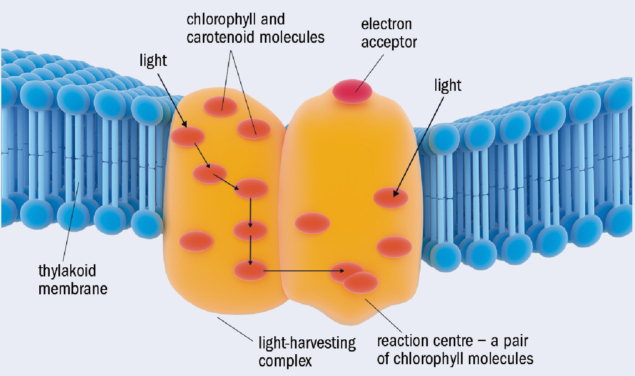 chlorophyll and
carotenoid molecules
electron
acceptor
light
light
thylakoid
membrane
light-harvesting
complex
reaction centre – a pair
of chlorophyll molecules